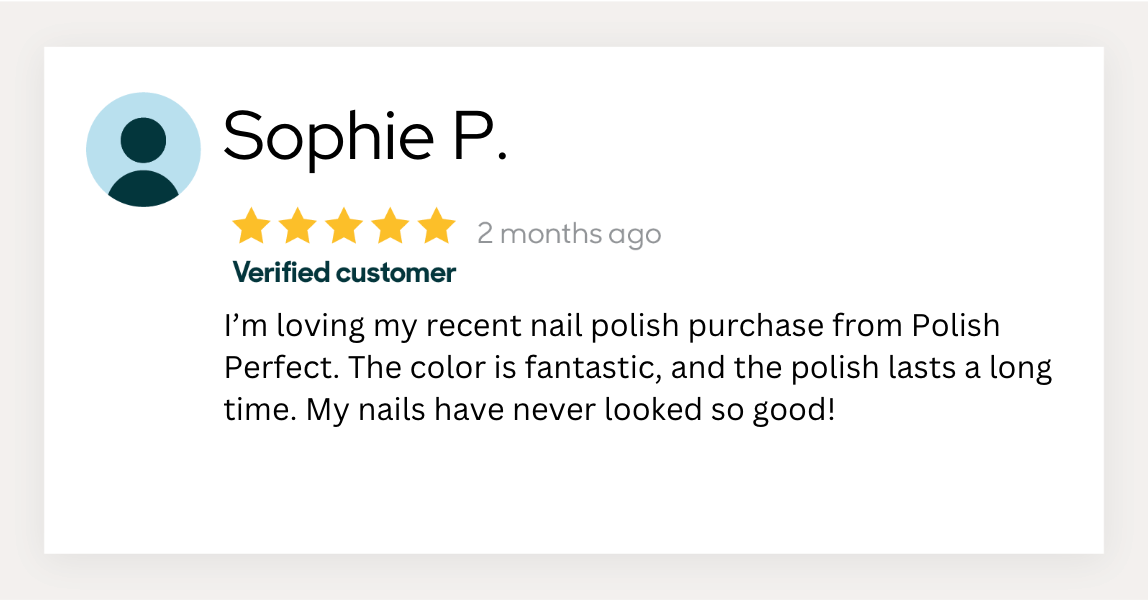 Sophie P.
2 months ago
Verified customer
I’m loving my recent nail polish purchase from Polish
Perfect. The color is fantastic, and the polish lasts a long
time. My nails have never looked so good!